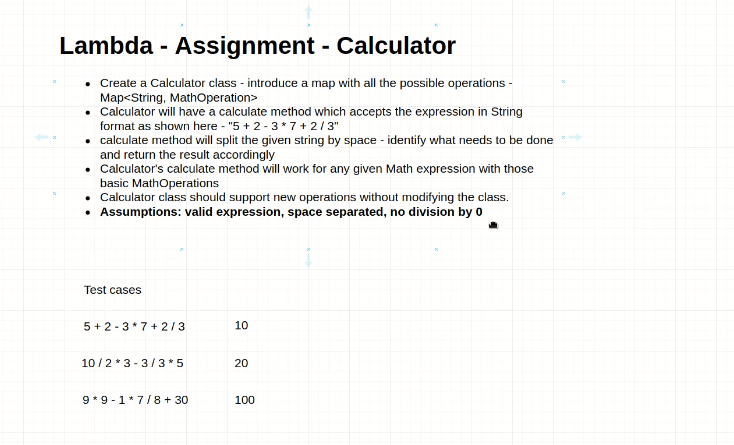 Lambda - Assignment - Calculator
● Create a Calculator class - introduce a map with all the possible operations -
Map<String, MathOperation>
● Calculator will have a calculate method which accepts the expression in String
format as shown here - "5 + 2 - 3 * 7 + 2 / 3"
● calculate method will split the given string by space - identify what needs to be done
and return the result accordingly
● Calculator's calculate method will work for any given Math expression with those
basic MathOperations
● Calculator class should support new operations without modifying the class.
● Assumptions: valid expression, space separated, no division by 0
Test cases
5 + 2 - 3 * 7 + 2 / 3 10
10 / 2 * 3 - 3 / 3 * 5 20
9 * 9 - 1 * 7 / 8 + 30 100